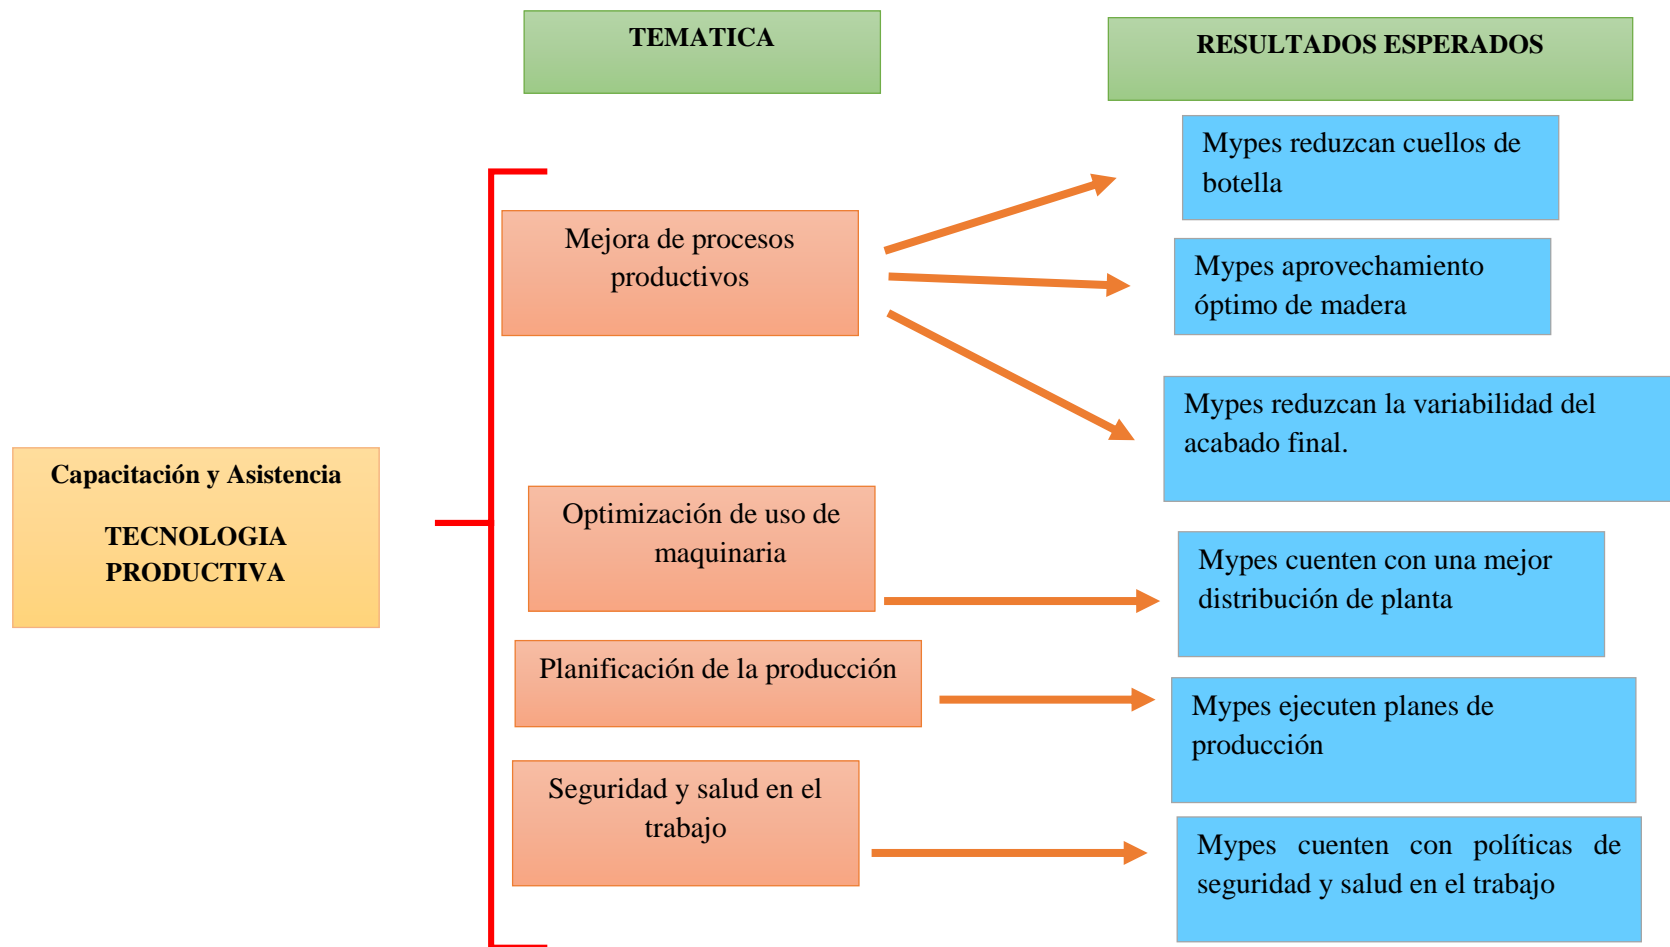 TEMATICA
RESULTADOS ESPERADOS
Capacitación y Asistencia
TECNOLOGIA
PRODUCTIVA
Mejora de procesos
productivos
Mypes reduzcan cuellos de
botella
Mypes aprovechamiento
óptimo de madera
Mypes reduzcan la variabilidad del
acabado final.
Optimización de uso de
maquinaria
Mypes cuenten con una mejor
distribución de planta
Planificación de la producción
Mypes ejecuten planes de
producción
Seguridad y salud en el
trabajo
Mypes cuenten con políticas de
seguridad y salud en el trabajo